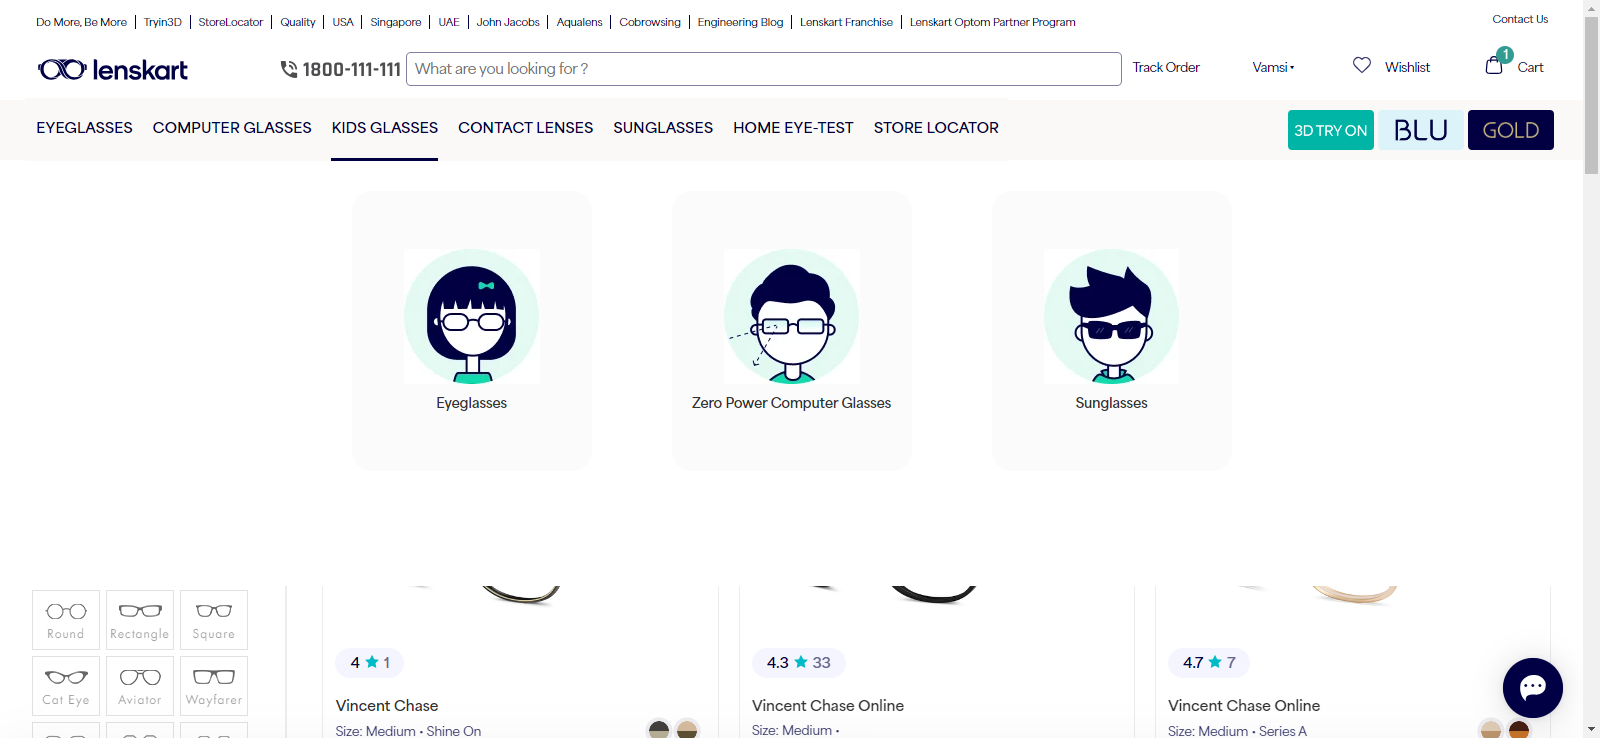 Do More, Be More | Tryin3D | StoreLocator | Quality | USA | Singapore | UAE | John Jacobs | Aqualens | Cobrowsing | Engineering Blog | Lenskart Franchise | Lenskart Optom Partner Program
Contact Us
lenskart
1800-111-111
What are you looking for ?
Track Order
Vamsi
Wishlist
1
Cart
EYEGLASSES COMPUTER GLASSES KIDS GLASSES CONTACT LENSES SUNGLASSES HOME EYE-TEST STORE LOCATOR
3D TRY ON
BLU
GOLD
Eyeglasses
Zero Power Computer Glasses
Sunglasses
Round
Rectangle
Square
Cat Eye
Aviator
Wayfarer
4 ★ 1
Vincent Chase
Size: Medium • Shine On
4.3 ★ 33
Vincent Chase Online
Size: Medium •
4.7 ★ 7
Vincent Chase Online
Size: Medium • Series A